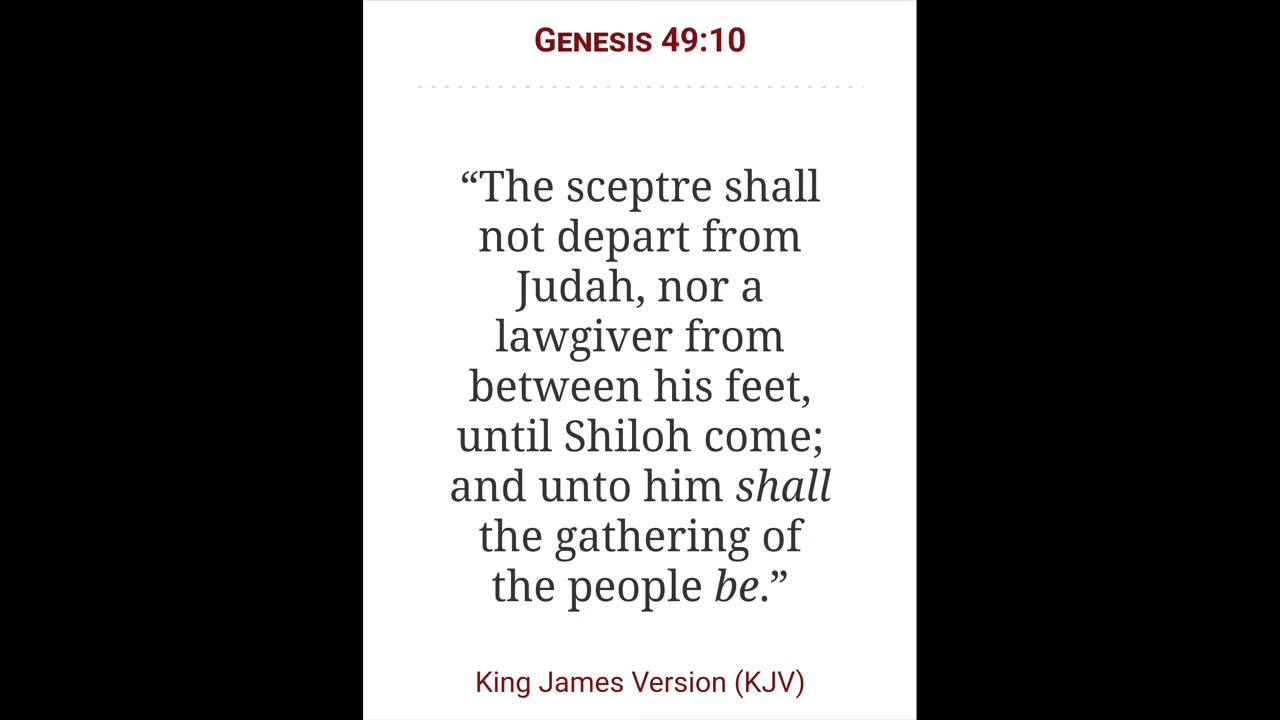 GENESIS 49:10
“The sceptre shall
not depart from
Judah, nor a
lawgiver from
between his feet,
until Shiloh come;
and unto him shall
the gathering of
the people be.”
King James Version (KJV)